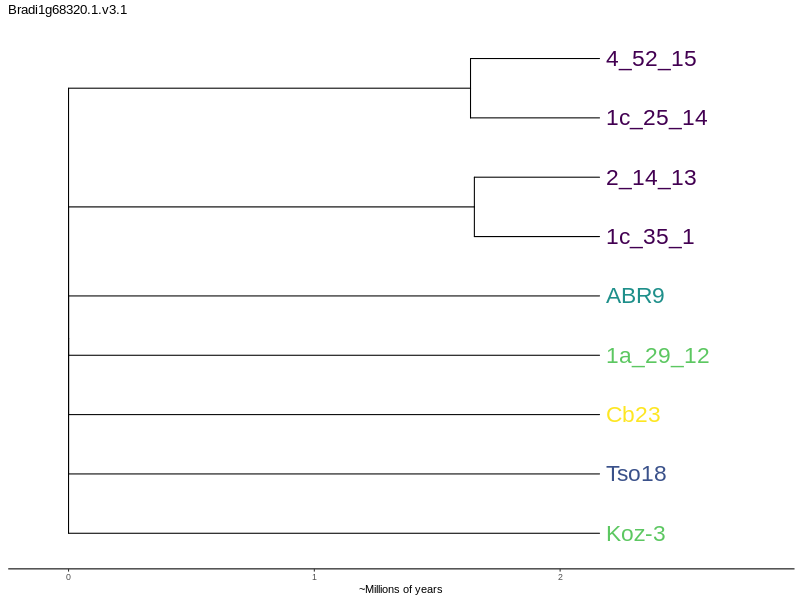 Bradi1g68320.1.v3.1
4_52_15
1c_25_14
2_14_13
1c_35_1
ABR9
1a_29_12
Cb23
Tso18
Koz-3
0 1 2
~Millions of years